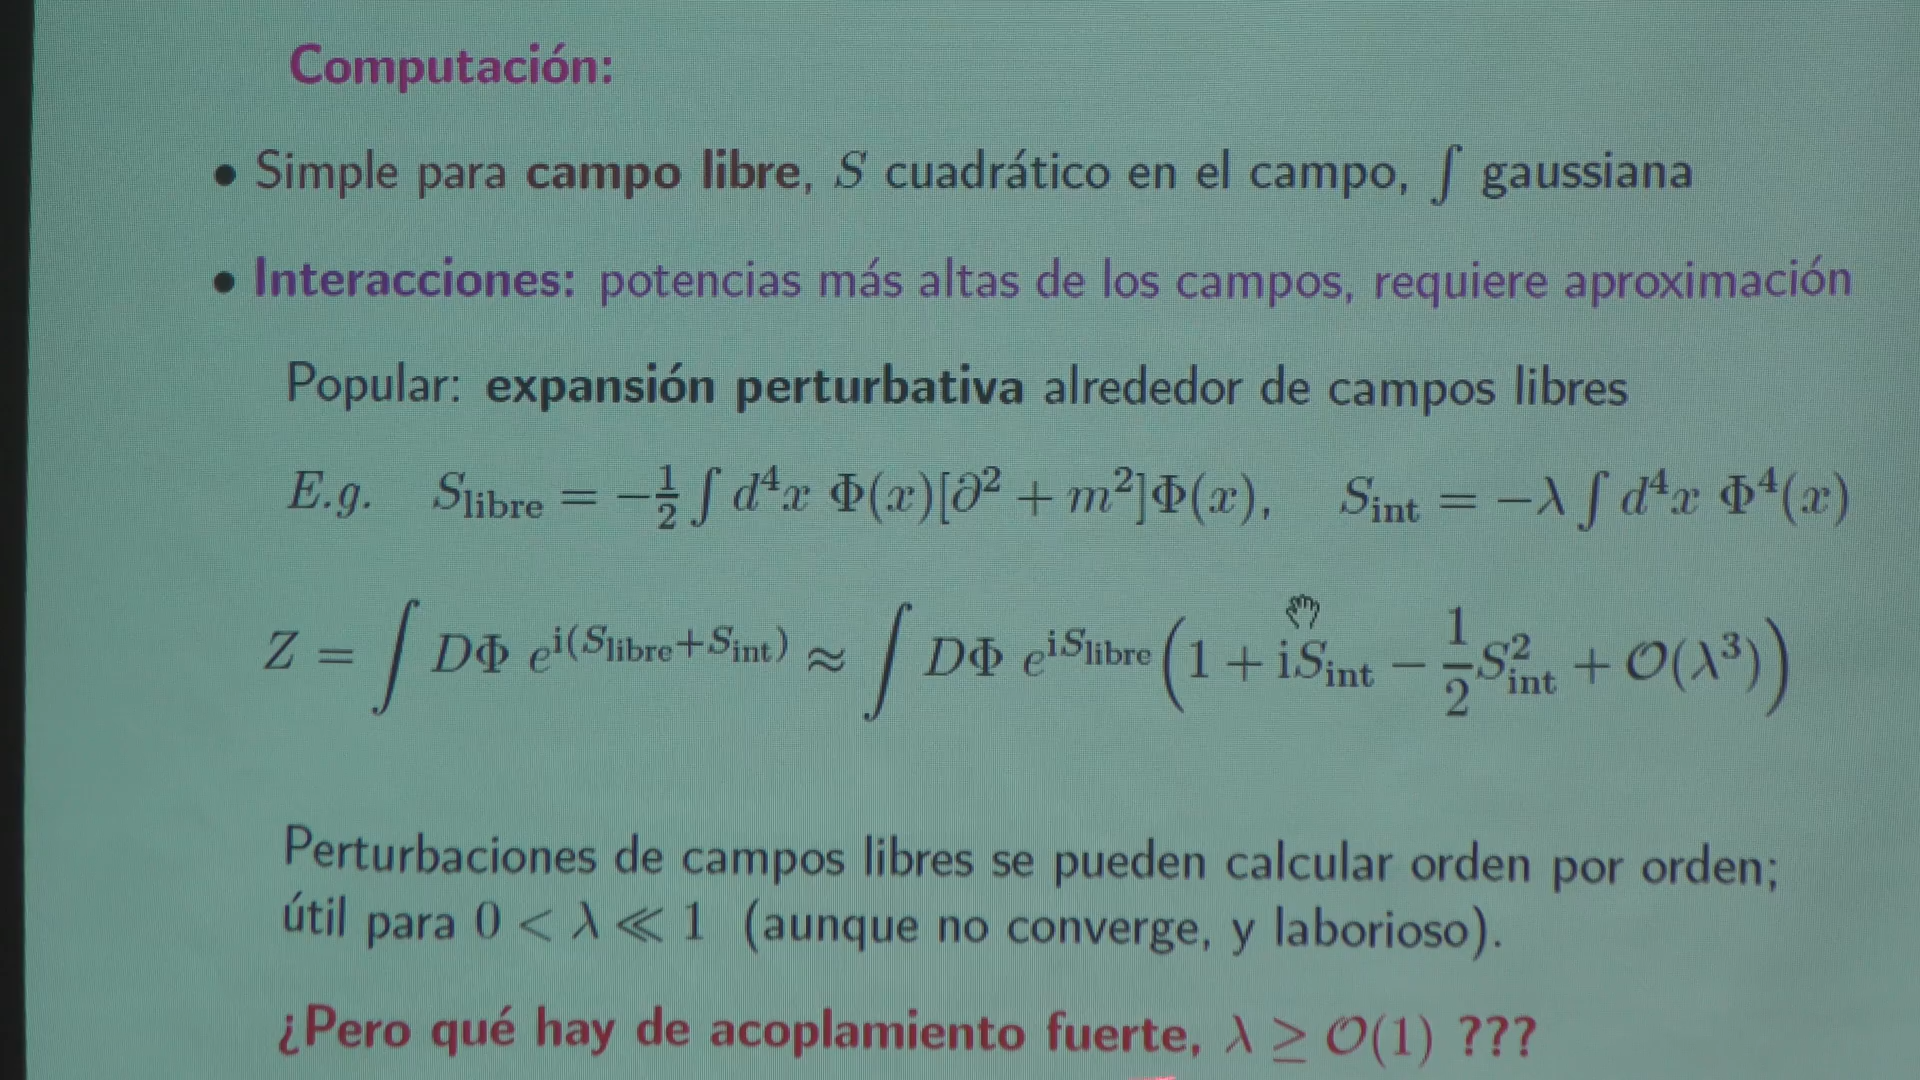 Computación:
• Simple para campo libre, S cuadrático en el campo, ∫ gaussiana
• Interacciones: potencias más altas de los campos, requiere aproximación
Popular: expansión perturbativa alrededor de campos libres
E.g. S_libre = −½ ∫ d⁴x Φ(x)[∂² + m²]Φ(x), S_int = −λ ∫ d⁴x Φ⁴(x)
Z = ∫ DΦ e^{i(S_libre+S_int)} ≈ ∫ DΦ e^{iS_libre} (1 + iS_int − 1/2 S²_int + O(λ³))
Perturbaciones de campos libres se pueden calcular orden por orden;
útil para 0 < λ ≪ 1 (aunque no converge, y laborioso).
¿Pero qué hay de acoplamiento fuerte, λ ≥ O(1) ???